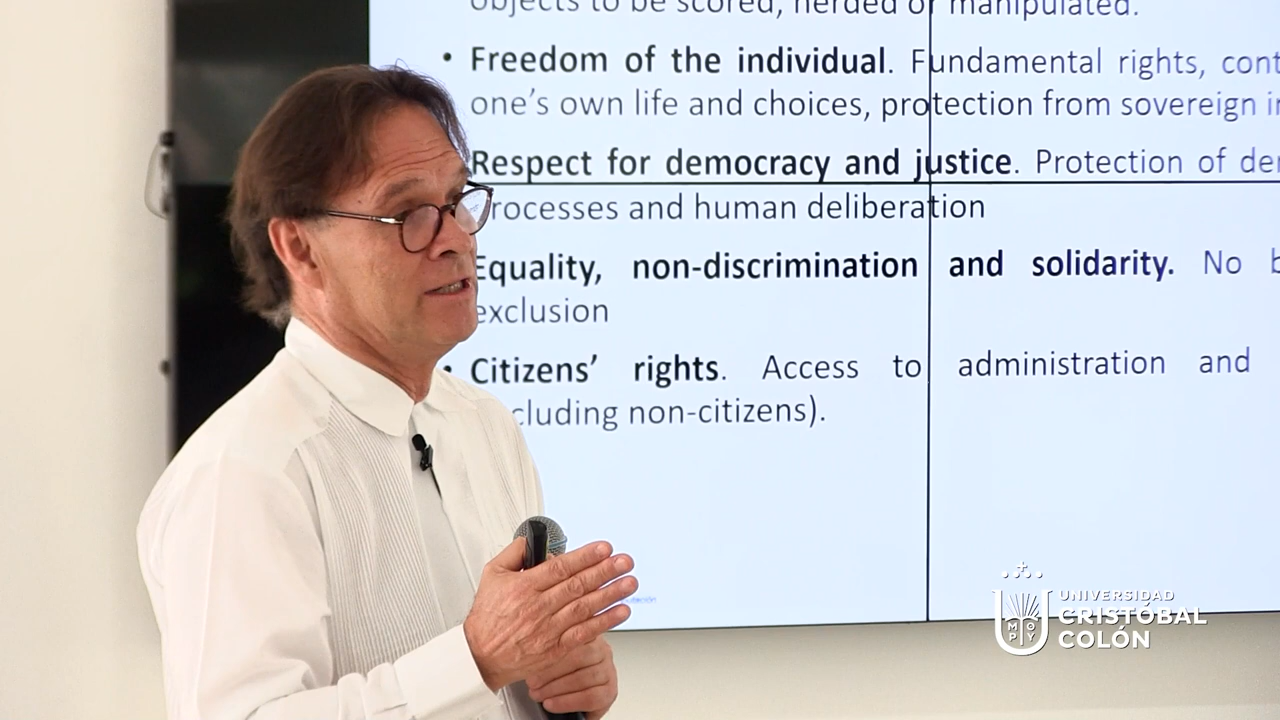 objects to be scored, herded or manipulated.
• Freedom of the individual. Fundamental rights, cont
one's own life and choices, protection from sovereign i
Respect for democracy and justice. Protection of de
rocesses and human deliberation
Equality, non-discrimination and solidarity. No b
exclusion
• Citizens' rights. Access to administration and
cluding non-citizens).
UNIVERSIDAD
CRISTÓBAL
COLÓN
M O
P Y